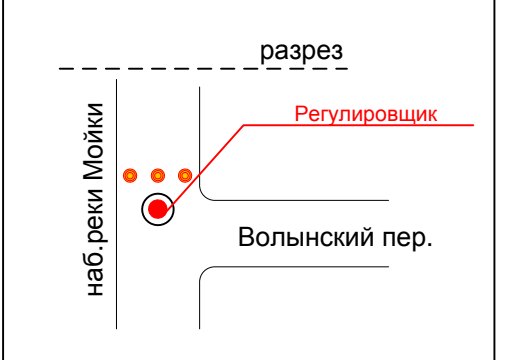 разрез
Регулировщик
наб.реки Мойки
Волынский пер.